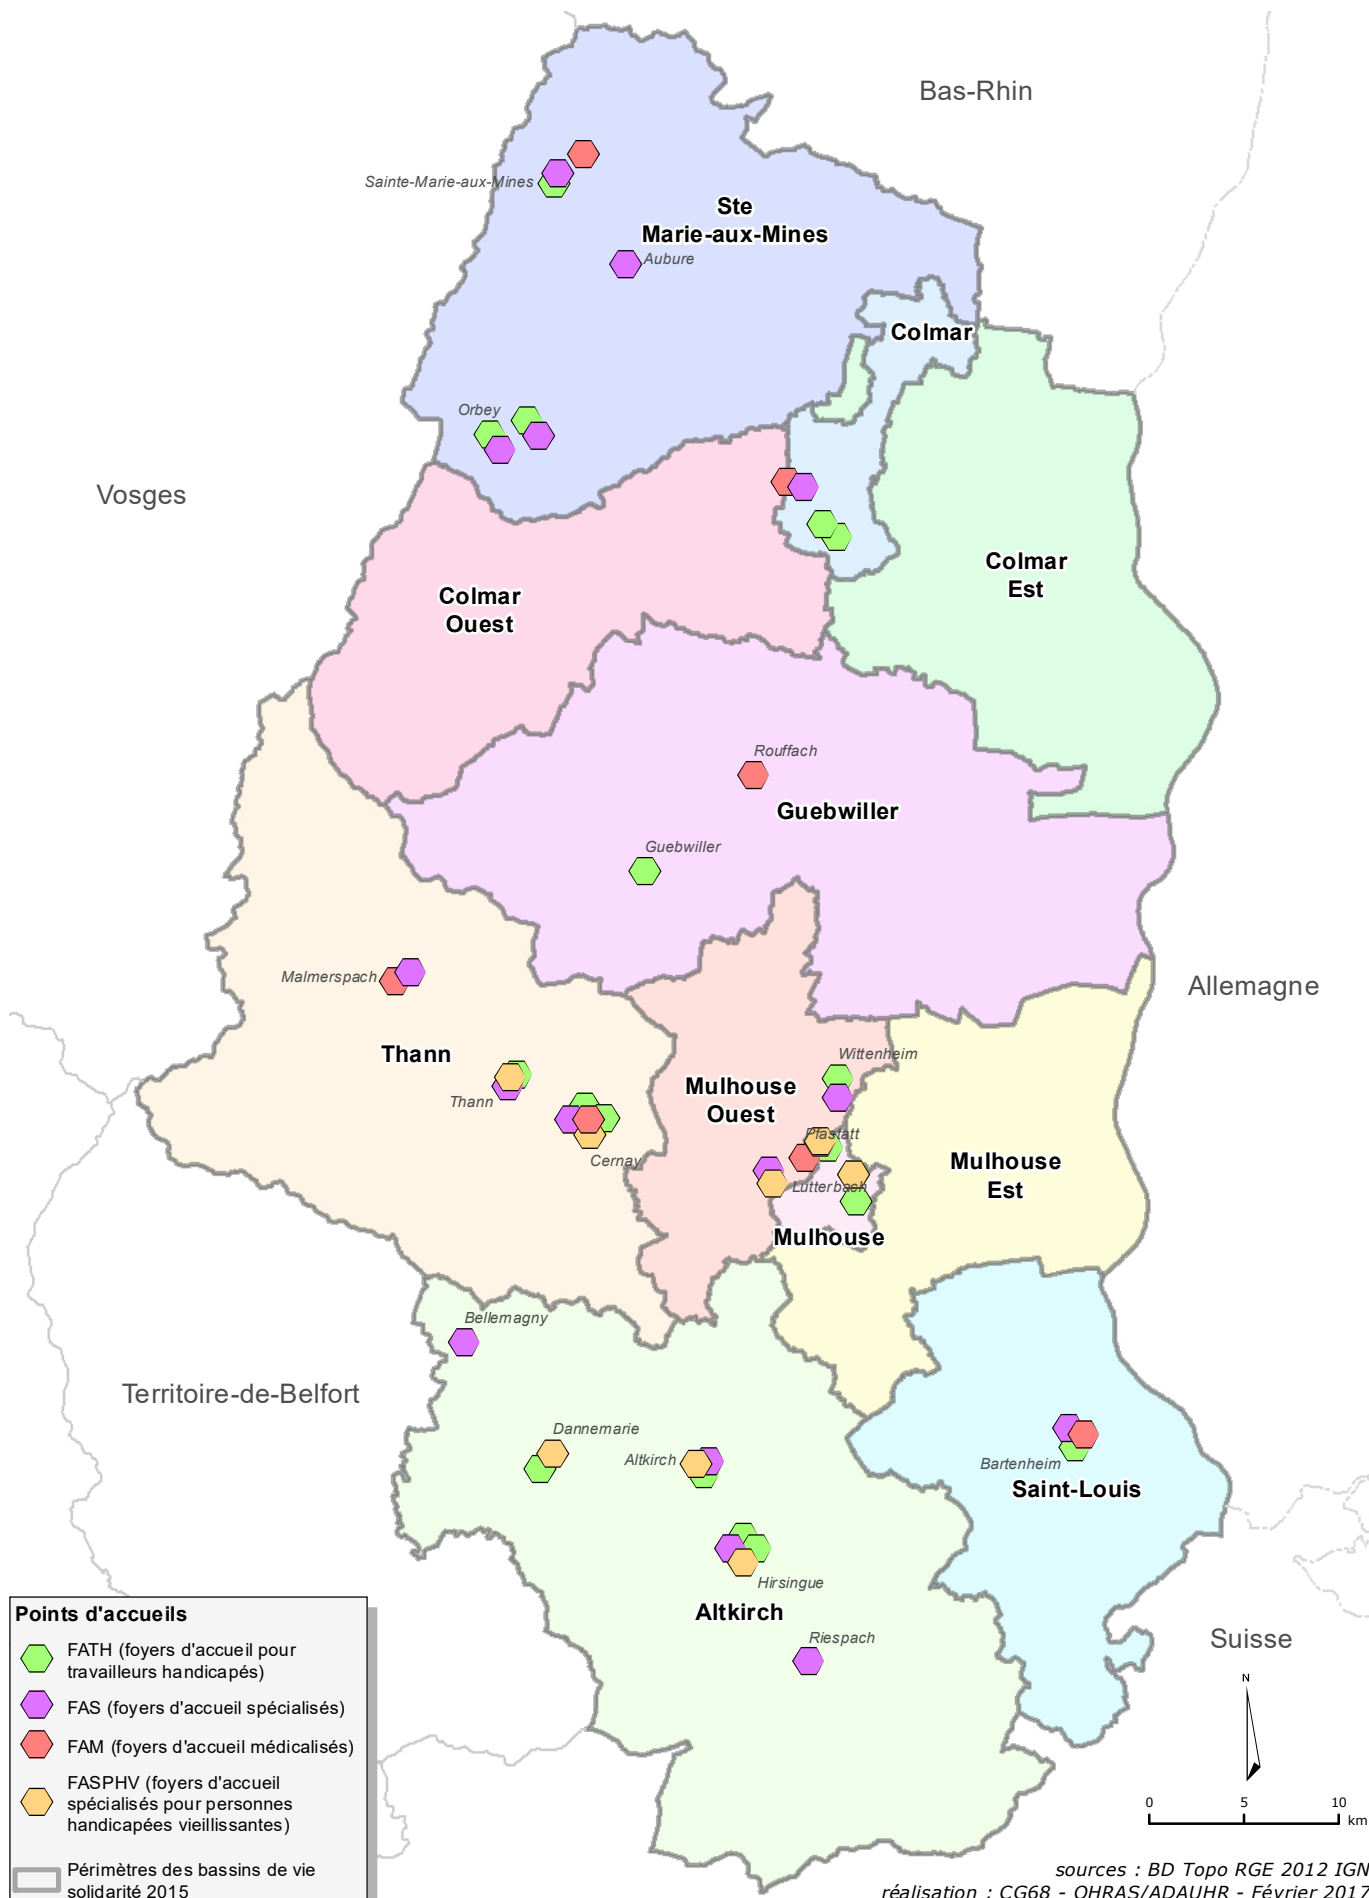 Bas-Rhin
Sainte-Marie-aux-Mines
Ste
Marie-aux-Mines
Aubure
Colmar
Orbey
Vosges
Colmar
Est
Colmar
Ouest
Rouffach
Guebwiller
Guebwiller
Malmerspach
Allemagne
Thann
Wittenheim
Mulhouse
Ouest
Thann
Pfastatt
Cernay
Mulhouse
Est
Lutterbach
Mulhouse
Bellemagny
Territoire-de-Belfort
Dannemarie
Altkirch
Bartenheim
Saint-Louis
Hirsingue
Altkirch
Riespach
Suisse
Points d'accueils
FATH (foyers d'accueil pour
travailleurs handicapés)
FAS (foyers d'accueil spécialisés)
FAM (foyers d'accueil médicalisés)
FASPHV (foyers d'accueil
spécialisés pour personnes
handicapées vieillissantes)
Périmètres des bassins de vie
solidarité 2015
N
0 5 10
km
sources : BD Topo RGE 2012 IGN
réalisation : CG68 - OHRAS/ADAUHR - Février 2017